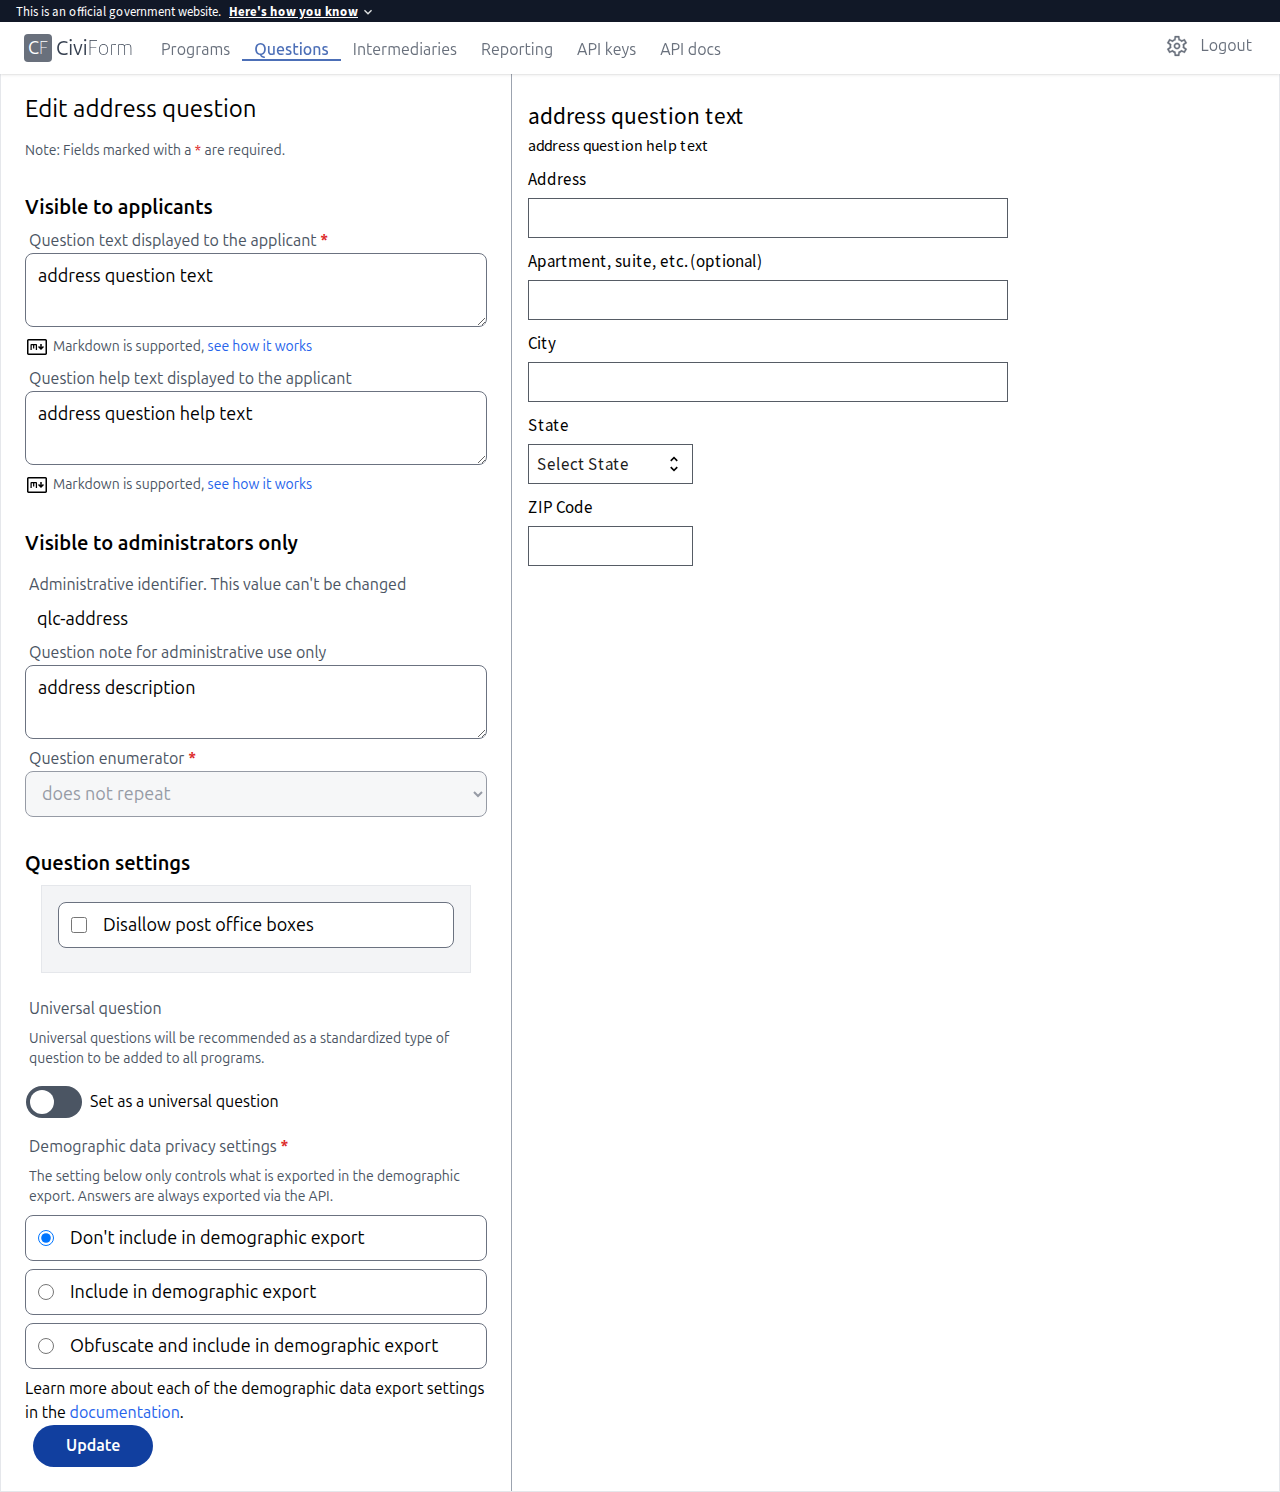 This is an official government website. Here's how you know
CF CiviForm Programs Questions Intermediaries Reporting API keys API docs Logout
Edit address question
Note: Fields marked with a * are required.
Visible to applicants
Question text displayed to the applicant *
address question text
Markdown is supported, see how it works
Question help text displayed to the applicant
address question help text
Markdown is supported, see how it works
Visible to administrators only
Administrative identifier. This value can't be changed
qlc-address
Question note for administrative use only
address description
Question enumerator *
does not repeat
Question settings
Disallow post office boxes
Universal question
Universal questions will be recommended as a standardized type of
question to be added to all programs.
Set as a universal question
Demographic data privacy settings *
The setting below only controls what is exported in the demographic
export. Answers are always exported via the API.
Don't include in demographic export
Include in demographic export
Obfuscate and include in demographic export
Learn more about each of the demographic data export settings
in the documentation.
Update
address question text
address question help text
Address
Apartment, suite, etc. (optional)
City
State
Select State
ZIP Code